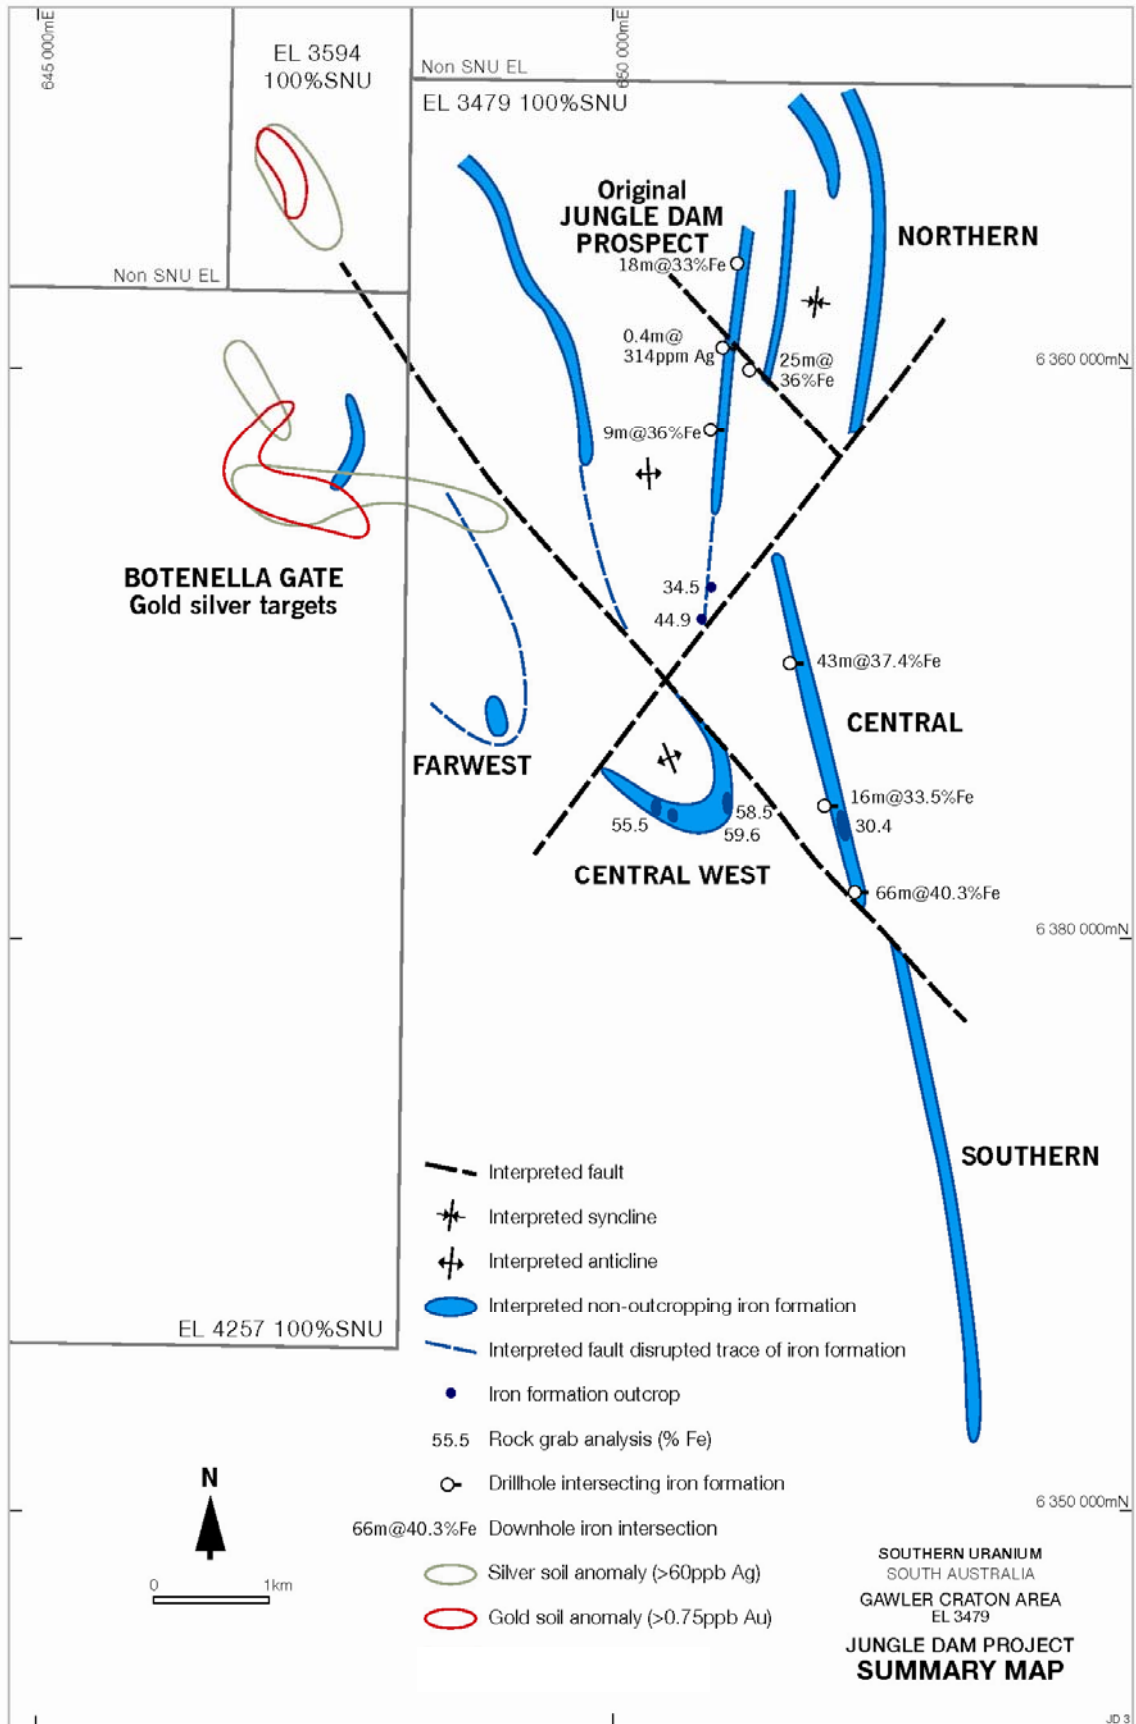 645 000mE
650 000mE
EL 3594
100%SNU
Non SNU EL
EL 3479 100%SNU
Original
JUNGLE DAM
PROSPECT
NORTHERN
18m@33%Fe
Non SNU EL
0.4m@
314ppm Ag
25m@
36%Fe
6 360 000mN
9m@36%Fe
BOTENELLA GATE
Gold silver targets
34.5
44.9
43m@37.4%Fe
CENTRAL
FARWEST
16m@33.5%Fe
55.5
58.5
59.6
30.4
CENTRAL WEST
66m@40.3%Fe
6 380 000mN
SOUTHERN
Interpreted fault
Interpreted syncline
Interpreted anticline
Interpreted non-outcropping iron formation
EL 4257 100%SNU
Interpreted fault disrupted trace of iron formation
Iron formation outcrop
55.5 Rock grab analysis (% Fe)
N
Drillhole intersecting iron formation
6 350 000mN
66m@40.3%Fe Downhole iron intersection
Silver soil anomaly (>60ppb Ag)
Gold soil anomaly (>0.75ppb Au)
0 1km
SOUTHERN URANIUM
SOUTH AUSTRALIA
GAWLER CRATON AREA
EL 3479
JUNGLE DAM PROJECT
SUMMARY MAP
JD 3